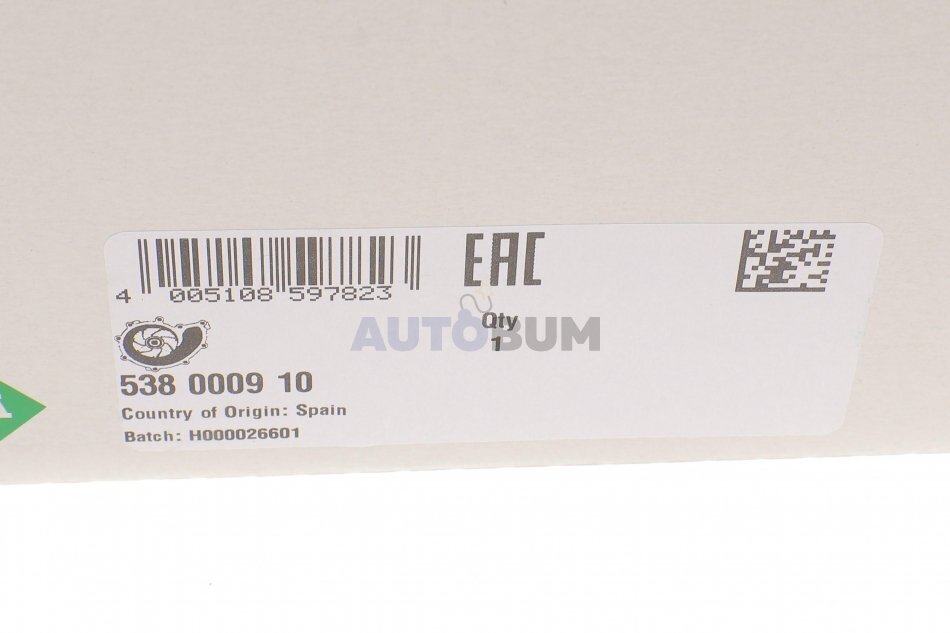 4 005108 597823
EAC
Qty
1
AUTOBUM
538 0009 10
Country of Origin: Spain
Batch: H000026601
A